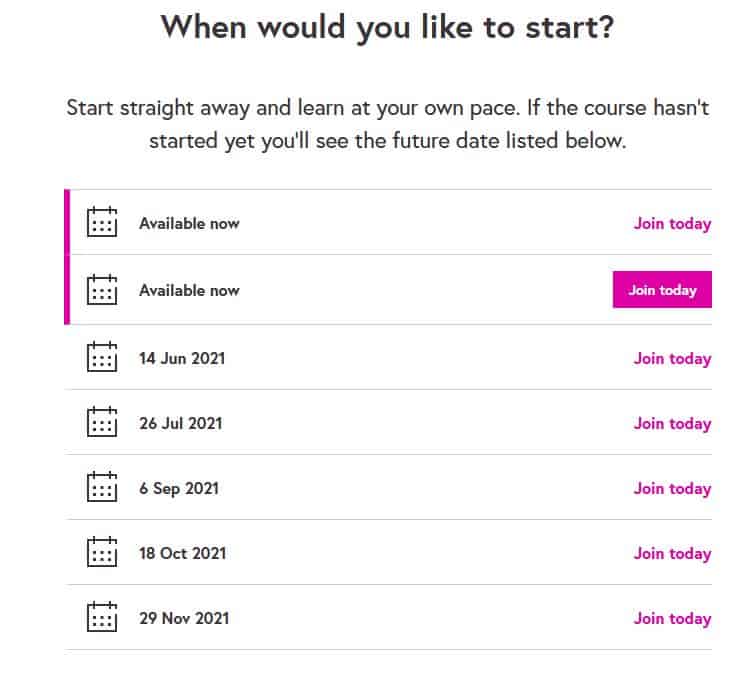 When would you like to start?
Start straight away and learn at your own pace. If the course hasn't
started yet you'll see the future date listed below.
Available now Join today
Available now Join today
14 Jun 2021 Join today
26 Jul 2021 Join today
6 Sep 2021 Join today
18 Oct 2021 Join today
29 Nov 2021 Join today